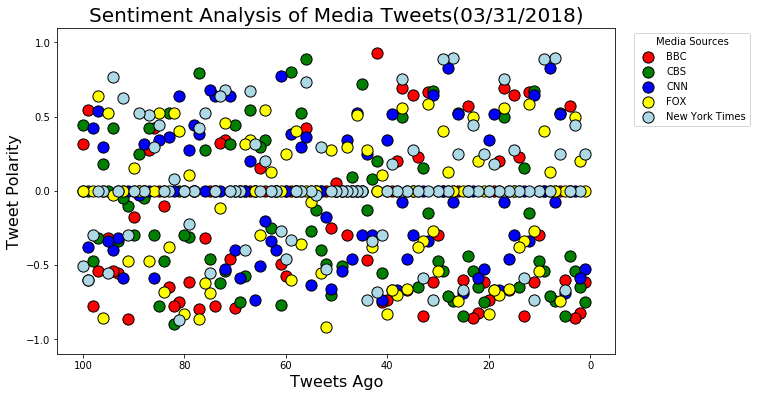 Sentiment Analysis of Media Tweets(03/31/2018)
Media Sources
BBC
CBS
CNN
FOX
New York Times
Tweet Polarity
1.0
0.5
0.0
−0.5
−1.0
100
80
60
40
20
0
Tweets Ago